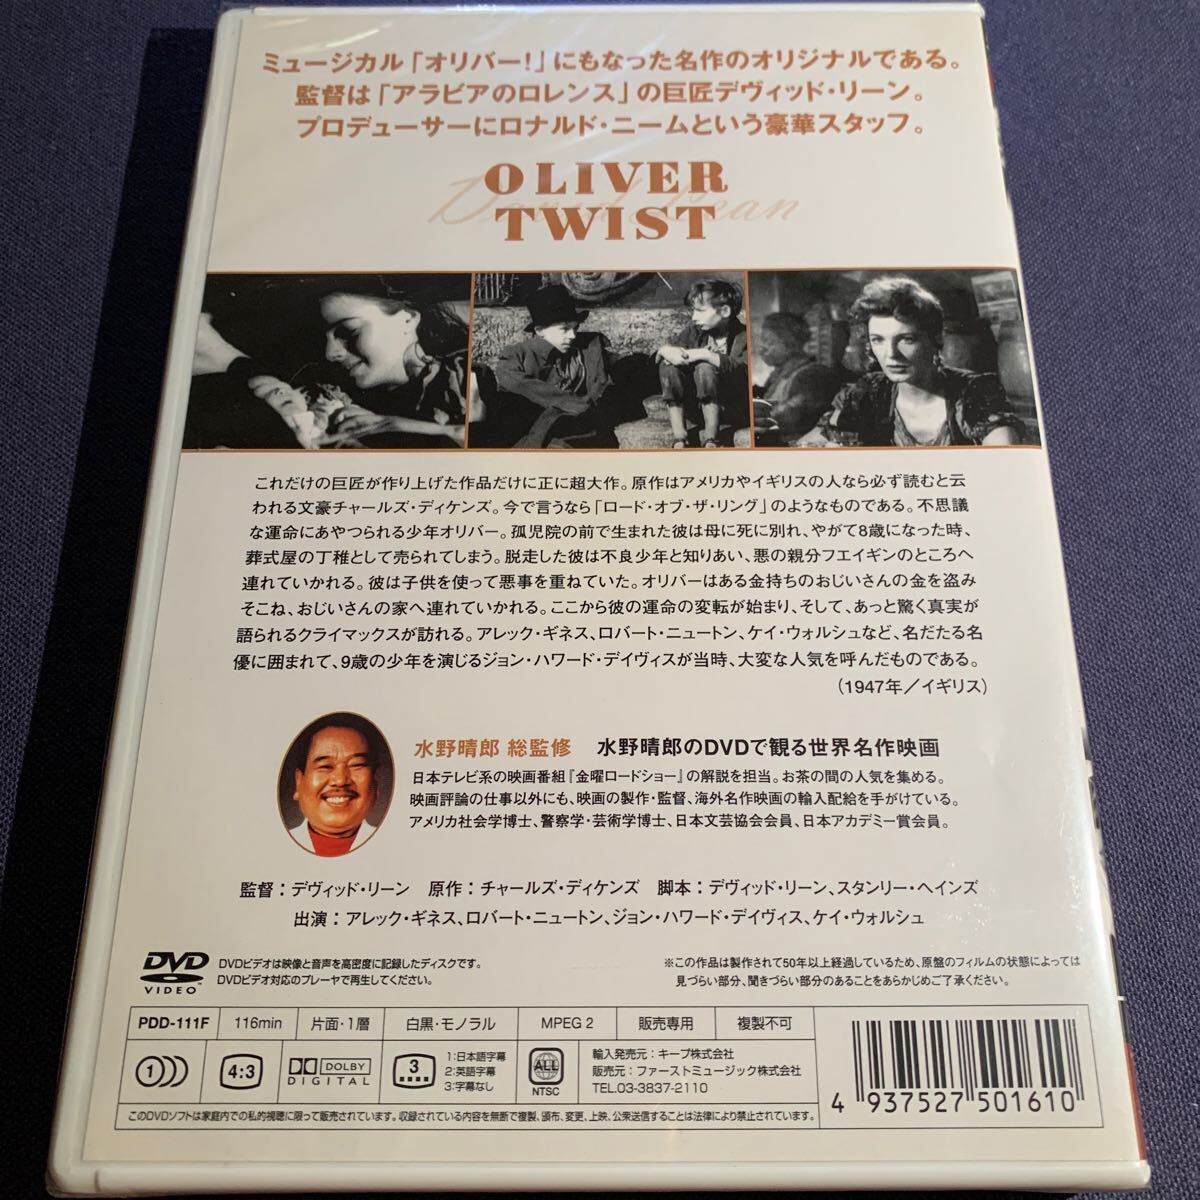 ミュージカル「オリバー!」にもなった名作のオリジナルである。
監督は「アラビアのロレンス」の巨匠デヴィッド・リーン。
プロデューサーにロナルド・ニームという豪華スタッフ。
David Lean
OLIVER
TWIST
これだけの巨匠が作り上げた作品だけに正に超大作。原作はアメリカやイギリスの人なら必ず読むと云
われる文豪チャールズ・ディケンズ。今で言うなら「ロード・オブ・ザ・リング」のようなものである。不思議
な運命にあやつられる少年オリバー。孤児院の前で生まれた彼は母に死に別れ、やがて8歳になった時、
葬式屋の丁稚として売られてしまう。脱走した彼は不良少年と知りあい、悪の親分フエイギンのところへ
連れていかれる。彼は子供を使って悪事を重ねていた。オリバーはある金持ちのおじいさんの金を盗み
そこね、おじいさんの家へ連れていかれる。ここから彼の運命の変転が始まり、そして、あっと驚く真実が
語られるクライマックスが訪れる。アレック・ギネス、ロバート・ニュートン、ケイ・ウォルシュなど、名だたる名
優に囲まれて、9歳の少年を演じるジョン・ハワード・デイヴィスが当時、大変な人気を呼んだものである。
(1947年/イギリス)
水野晴郎 総監修 水野晴郎のDVDで観る世界名作映画
日本テレビ系の映画番組『金曜ロードショー』の解説を担当。お茶の間の人気を集める。
映画評論の仕事以外にも、映画の製作・監督、海外名作映画の輸入配給を手がけている。
アメリカ社会学博士、警察学・芸術学博士、日本文芸協会会員、日本アカデミー賞会員。
監督：デヴィッド・リーン 原作：チャールズ・ディケンズ 脚本：デヴィッド・リーン、スタンリー・ヘインズ
出演：アレック・ギネス、ロバート・ニュートン、ジョン・ハワード・デイヴィス、ケイ・ウォルシュ
DVD
VIDEO
DVDビデオは映像と音声を高密度に記録したディスクです。
DVDビデオ対応のプレーヤで再生してください。
※この作品は製作されて50年以上経過しているため、原盤のフィルムの状態によっては
見づらい部分、聞きづらい部分のあることをあらかじめご了承ください。
PDD-111F 116min 片面・1層 白黒・モノラル MPEG 2 販売専用 複製不可
1 4:3 DOLBY
DIGITAL
3
1:日本語字幕
2:英語字幕
3:字幕なし
ALL
NTSC
輸入発売元：キープ株式会社
販売元：ファーストミュージック株式会社
TEL.03-3837-2110
4 937527 501610
このDVDソフトは家庭内での私的視聴に限って販売されています。収録されている内容を無断で複製、頒布、変更、上映、公衆送信することは法律により禁止されています。